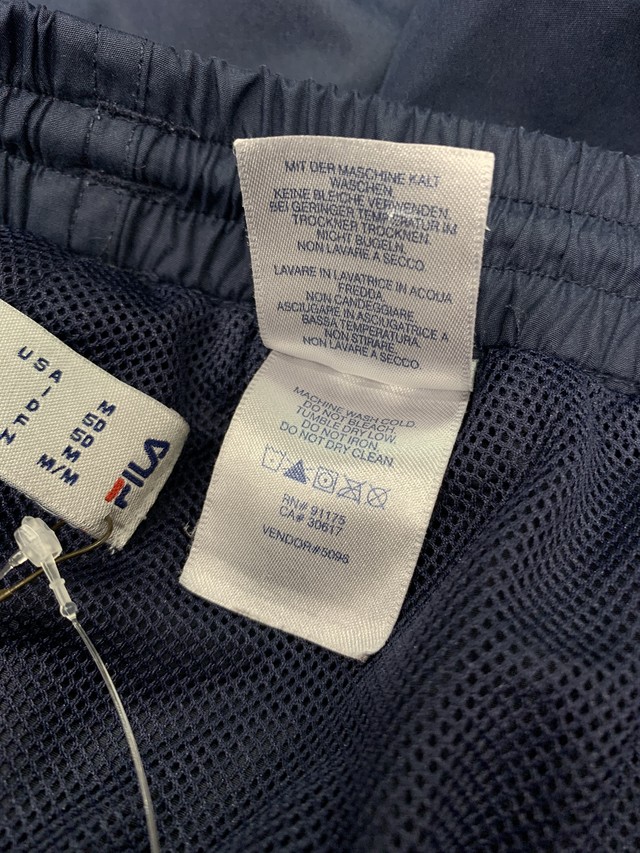 MIT DER MASCHINE KALT
WASCHEN.
KEINE BLEICHE VERWENDEN.
BEI GERINGER TEMPERATUR IM
TROCKNER TROCKNEN.
NICHT BUGELN.
NON LAVARE A SECCO.
LAVARE IN LAVATRICE IN ACQUA
FREDDA.
NON CANDEGGIARE.
ASCIUGARE IN ASCIUGATRICE A
BASSA TEMPERATURA.
NON STIRARE.
NON LAVARE A SECCO.
MACHINE WASH COLD.
DO NOT BLEACH.
TUMBLE DRY LOW.
DO NOT IRON.
DO NOT DRY CLEAN.
RN# 91175
CA# 30617
VENDOR#5096
USA M
I 50
D 50
F M
M/M
FILA